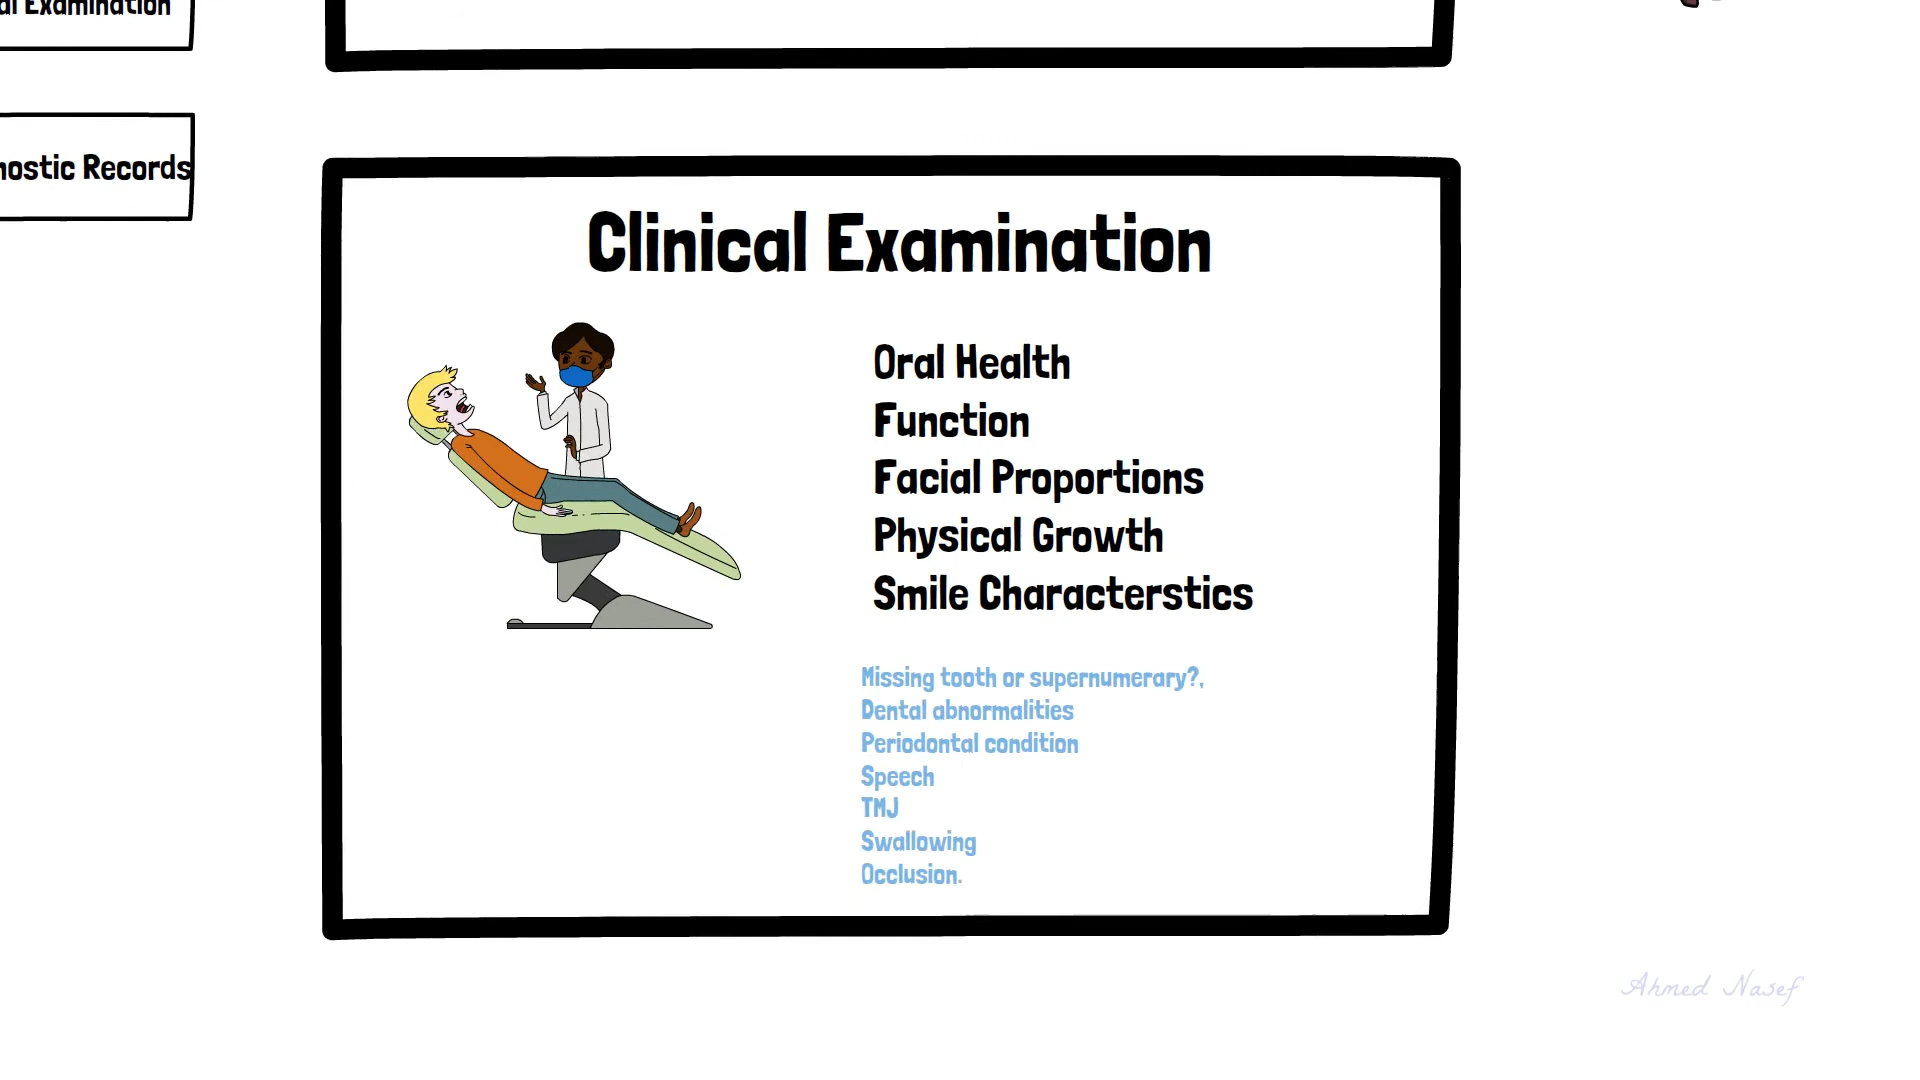 al Examination
nostic Records
Clinical Examination
Oral Health
Function
Facial Proportions
Physical Growth
Smile Characterstics
Missing tooth or supernumerary?,
Dental abnormalities
Periodontal condition
Speech
TMJ
Swallowing
Occlusion.
Ahmed Nasef